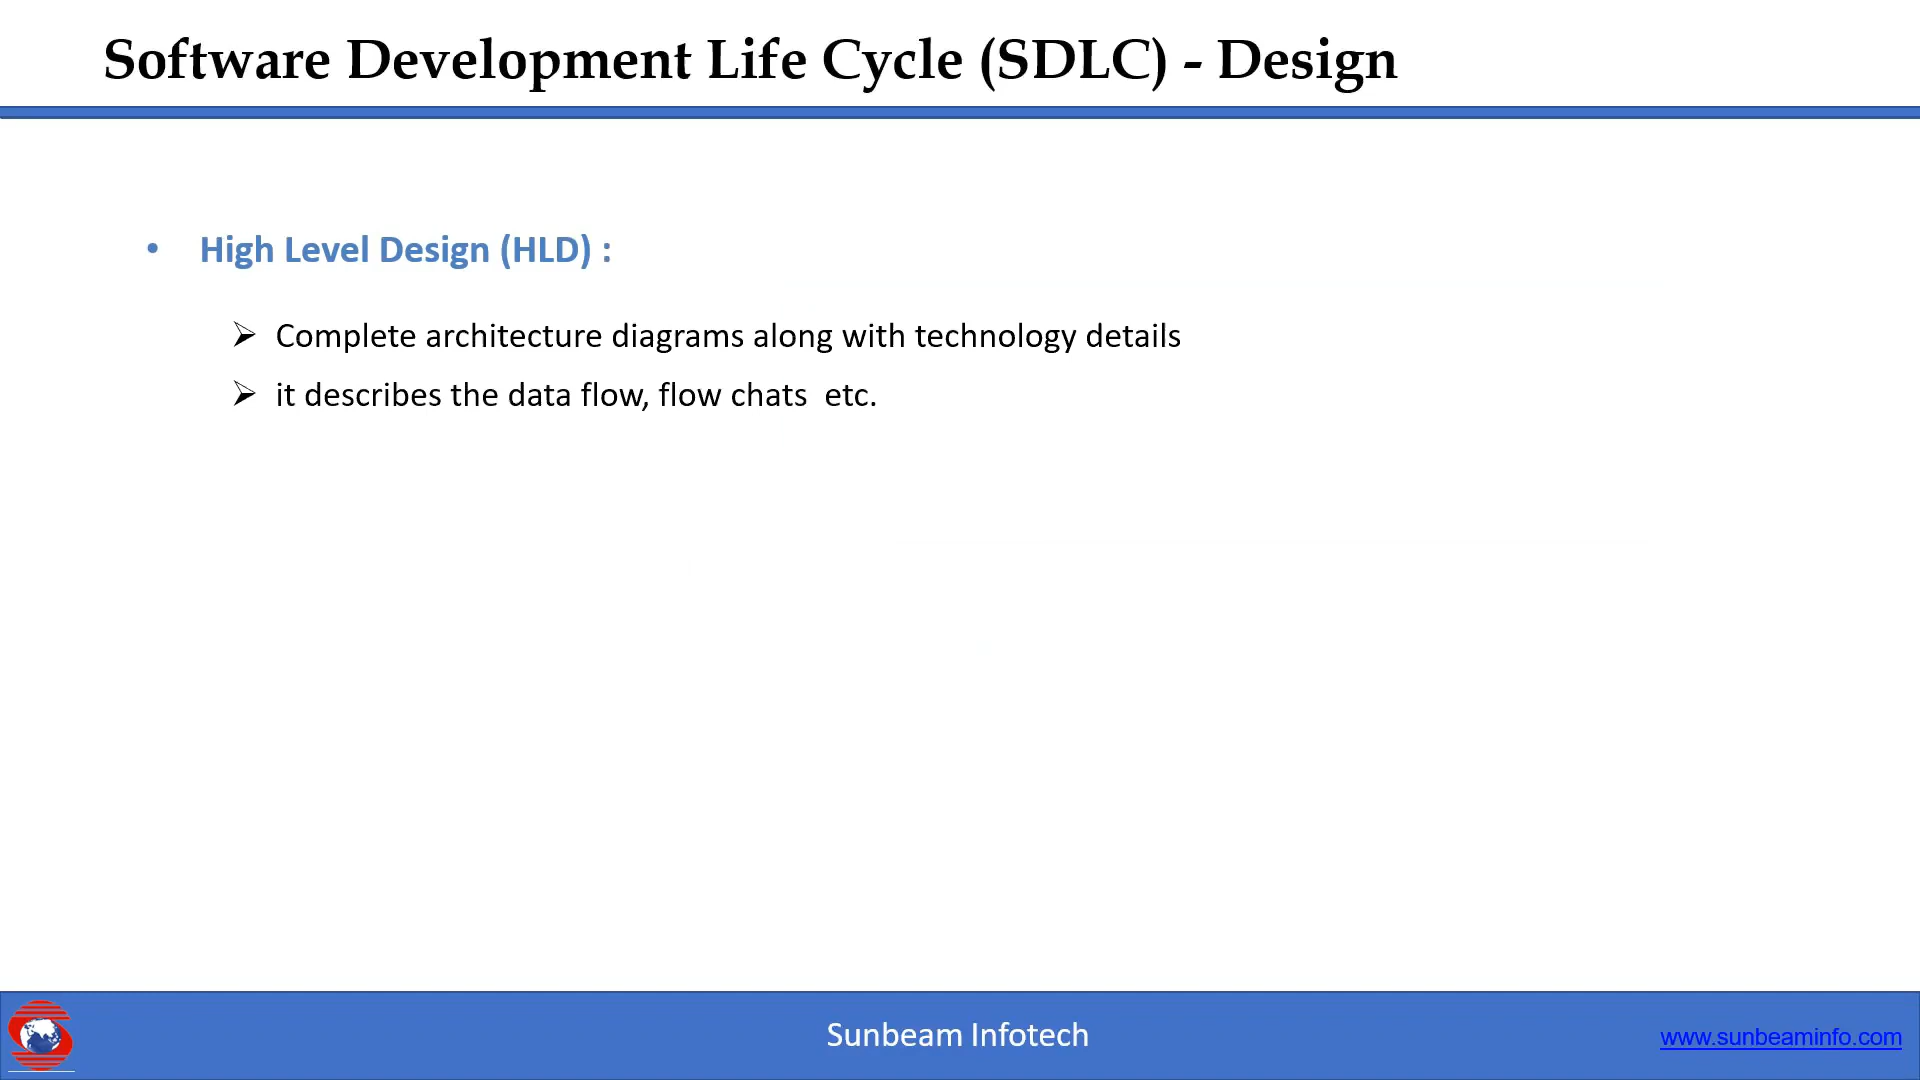 Software Development Life Cycle (SDLC) - Design
• High Level Design (HLD) :
➢ Complete architecture diagrams along with technology details
➢ it describes the data flow, flow chats  etc.
Sunbeam Infotech
www.sunbeaminfo.com